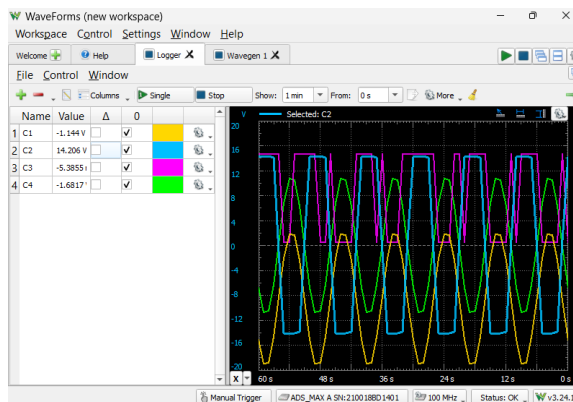 WaveForms (new workspace)
Workspace Control Settings Window Help
Welcome Help Logger Wavegen 1
File Control Window
Columns Single Stop Show: 1 min From: 0 s More
Name Value Δ 0
1 C1 -1.144 V
2 C2 14.206 V
3 C3 -5.3855
4 C4 -1.6817
V Selected: C2
20
16
12
8
4
0
-4
-8
-12
-16
-20
X 60 s 48 s 36 s 24 s 12 s 0 s
Manual Trigger ADS_MAX A SN:210018BD1401 100 MHz Status: OK v3.24.1